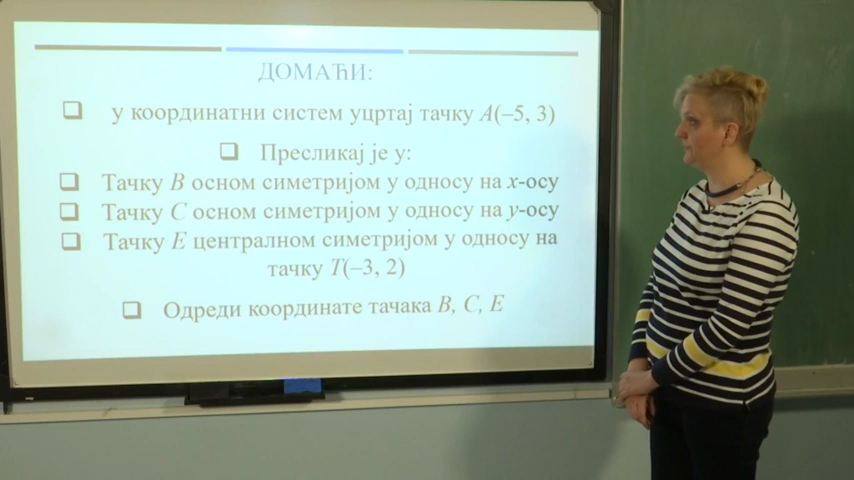 ДОМАЋИ:
❑ у координатни систем уцртај тачку A(–5, 3)
❑ Пресликај је у:
❑ Тачку B осном симетријом у односу на x-осу
❑ Тачку C осном симетријом у односу на y-осу
❑ Тачку E централном симетријом у односу на
тачку T(–3, 2)
❑ Одреди координате тачака B, C, E